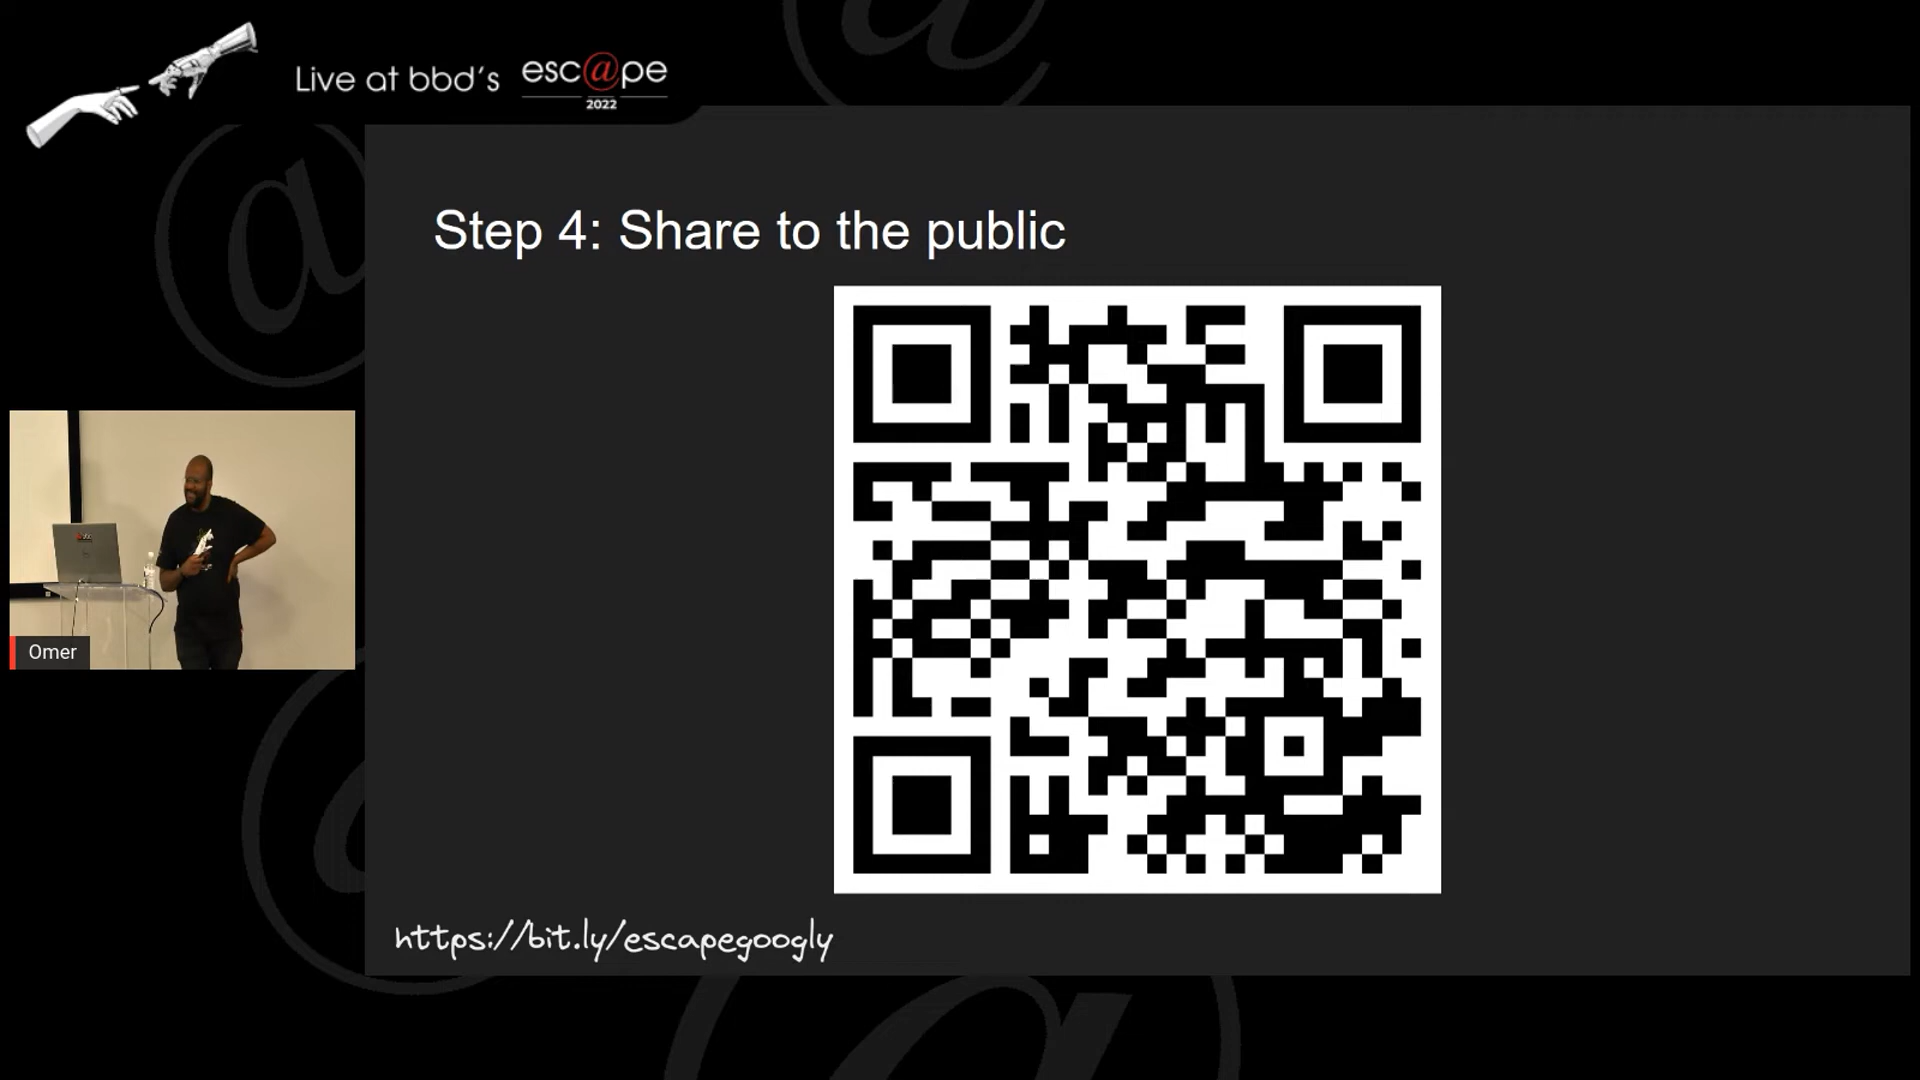 Live at bbd's esc@pe
2022
Step 4: Share to the public
Omer
https://bit.ly/escapegoogly